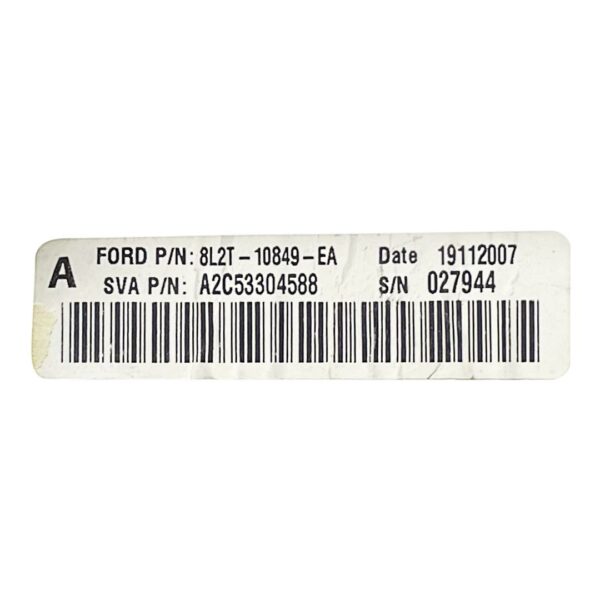 A
FORD P/N: 8L2T-10849-EA Date 19112007
SVA P/N: A2C53304588 S/N 027944